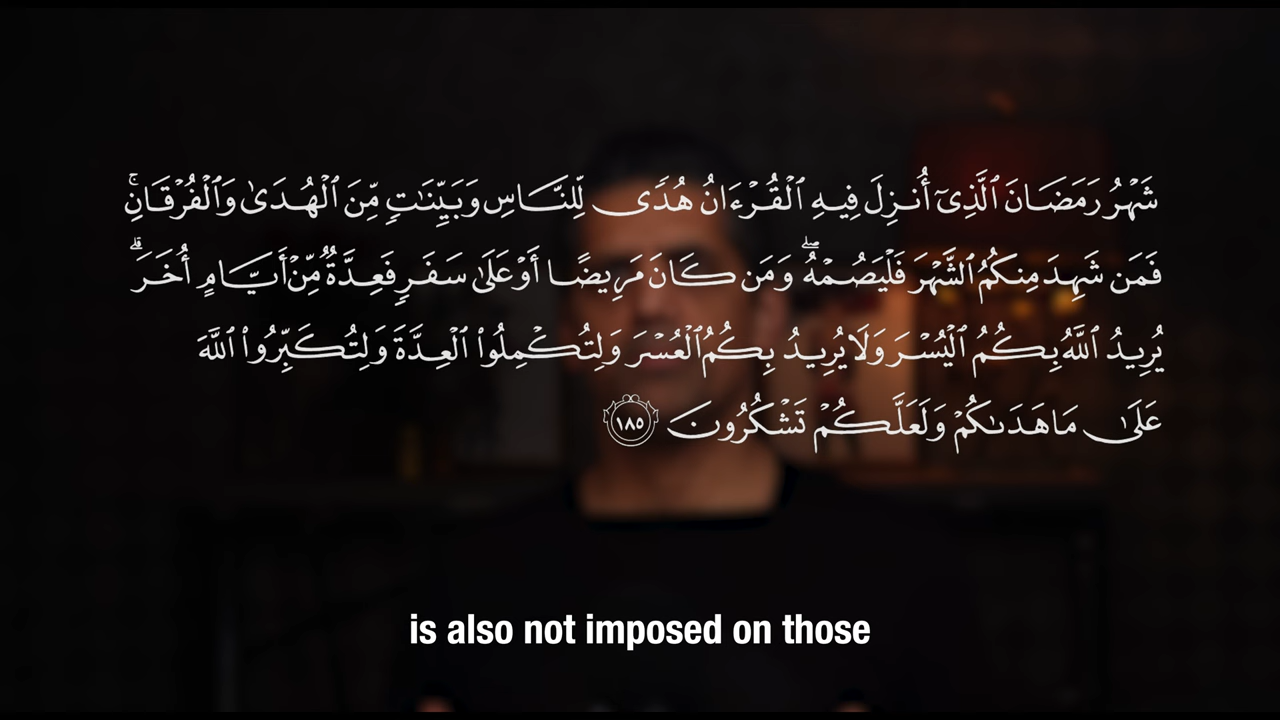 شَهْرُ رَمَضَانَ ٱلَّذِىٓ أُنزِلَ فِيهِ ٱلْقُرْءَانُ هُدًى لِّلنَّاسِ وَبَيِّنَٰتٍ مِّنَ ٱلْهُدَىٰ وَٱلْفُرْقَانِ ۚ
فَمَن شَهِدَ مِنكُمُ ٱلشَّهْرَ فَلْيَصُمْهُ ۖ وَمَن كَانَ مَرِيضًا أَوْ عَلَىٰ سَفَرٍ فَعِدَّةٌ مِّنْ أَيَّامٍ أُخَرَ ۗ
يُرِيدُ ٱللَّهُ بِكُمُ ٱلْيُسْرَ وَلَا يُرِيدُ بِكُمُ ٱلْعُسْرَ وَلِتُكْمِلُوا۟ ٱلْعِدَّةَ وَلِتُكَبِّرُوا۟ ٱللَّهَ
عَلَىٰ مَا هَدَىٰكُمْ وَلَعَلَّكُمْ تَشْكُرُونَ ١٨٥
is also not imposed on those